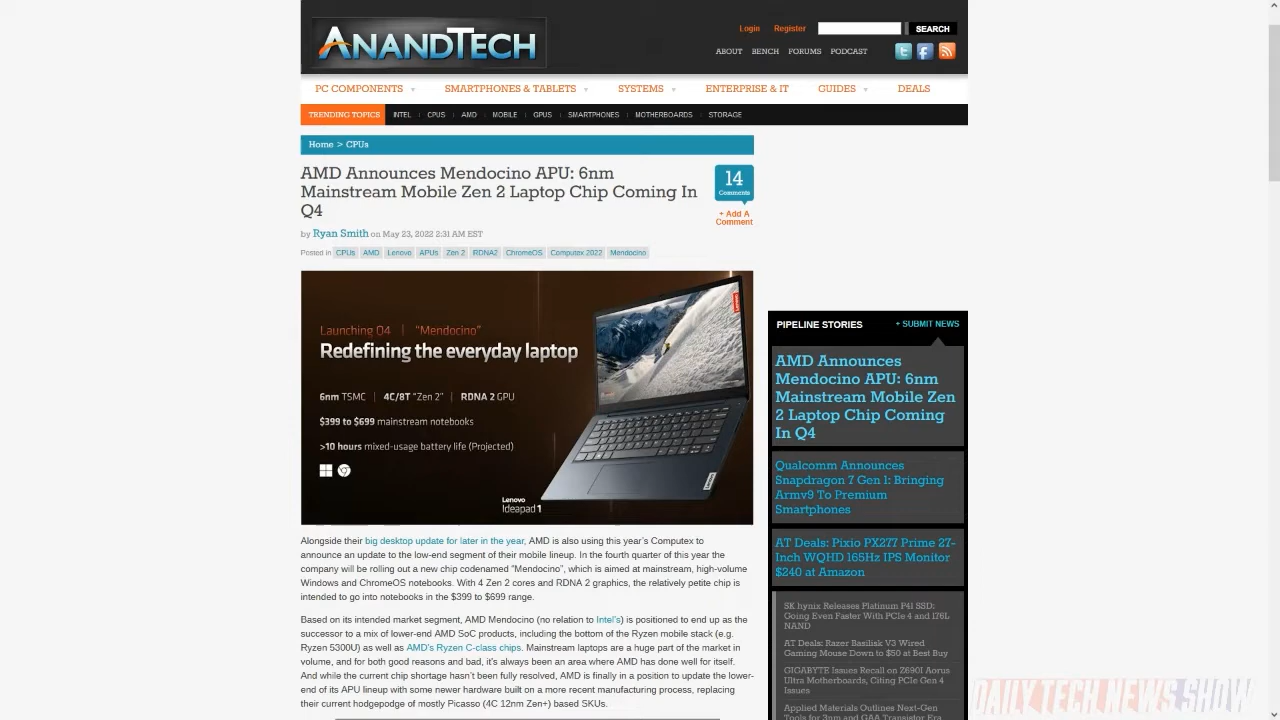 ANANDTECH
Login Register SEARCH
ABOUT BENCH FORUMS PODCAST
PC COMPONENTS SMARTPHONES & TABLETS SYSTEMS ENTERPRISE & IT GUIDES DEALS
TRENDING TOPICS INTEL CPUS AMD MOBILE GPUS SMARTPHONES MOTHERBOARDS STORAGE
Home > CPUs
AMD Announces Mendocino APU: 6nm
Mainstream Mobile Zen 2 Laptop Chip Coming In
Q4
14
Comments
+ Add A
Comment
by Ryan Smith on May 23, 2022 2:31 AM EST
Posted in CPUs AMD Lenovo APUs Zen 2 RDNA2 ChromeOS Computex 2022 Mendocino
Launching Q4 | "Mendocino"
Redefining the everyday laptop
6nm TSMC | 4C/8T "Zen 2" | RDNA 2 GPU
$399 to $699 mainstream notebooks
>10 hours mixed-usage battery life (Projected)
Lenovo
Ideapad 1
Lenovo
Lenovo
Alongside their big desktop update for later in the year, AMD is also using this year's Computex to
announce an update to the low-end segment of their mobile lineup. In the fourth quarter of this year the
company will be rolling out a new chip codenamed "Mendocino", which is aimed at mainstream, high-volume
Windows and ChromeOS notebooks. With 4 Zen 2 cores and RDNA 2 graphics, the relatively petite chip is
intended to go into notebooks in the $399 to $699 range.
Based on its intended market segment, AMD Mendocino (no relation to Intel's) is positioned to end up as the
successor to a mix of lower-end AMD SoC products, including the bottom of the Ryzen mobile stack (e.g.
Ryzen 5300U) as well as AMD's Ryzen C-class chips. Mainstream laptops are a huge part of the market in
volume, and for both good reasons and bad, it's always been an area where AMD has done well for itself.
And while the current chip shortage hasn't been fully resolved, AMD is finally in a position to update the lower-
end of its APU lineup with some newer hardware built on a more recent manufacturing process, replacing
their current hodgepodge of mostly Picasso (4C 12nm Zen+) based SKUs.
PIPELINE STORIES + SUBMIT NEWS
AMD Announces
Mendocino APU: 6nm
Mainstream Mobile Zen
2 Laptop Chip Coming
In Q4
Qualcomm Announces
Snapdragon 7 Gen 1: Bringing
Armv9 To Premium
Smartphones
AT Deals: Pixio PX277 Prime 27-
Inch WQHD 165Hz IPS Monitor
$240 at Amazon
SK hynix Releases Platinum P41 SSD:
Going Even Faster With PCIe 4 and 176L
NAND
AT Deals: Razer Basilisk V3 Wired
Gaming Mouse Down to $50 at Best Buy
GIGABYTE Issues Recall on Z690I Aorus
Ultra Motherboards, Citing PCIe Gen 4
Issues
Applied Materials Outlines Next-Gen
Tools for 3nm and GAA Transistor Era